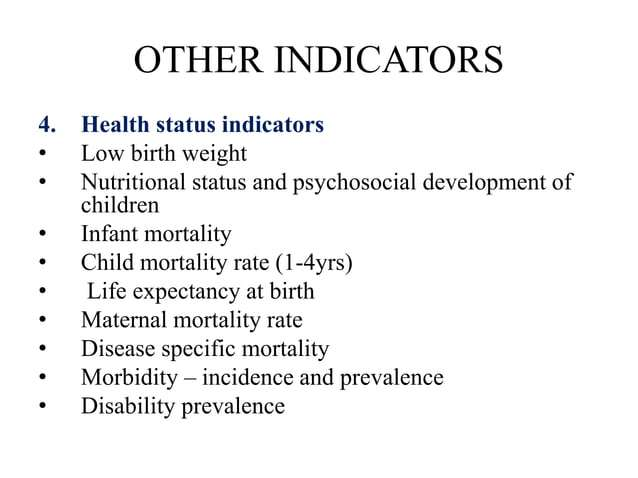 OTHER INDICATORS
4. Health status indicators
• Low birth weight
• Nutritional status and psychosocial development of
children
• Infant mortality
• Child mortality rate (1-4yrs)
• Life expectancy at birth
• Maternal mortality rate
• Disease specific mortality
• Morbidity – incidence and prevalence
• Disability prevalence